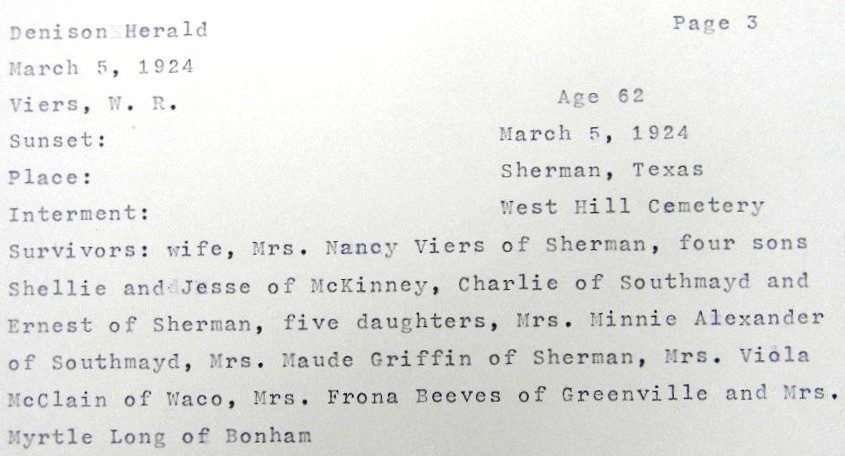 Denison Herald Page 3
March 5, 1924
Viers, W. R. Age 62
Sunset: March 5, 1924
Place: Sherman, Texas
Interment: West Hill Cemetery
Survivors: wife, Mrs. Nancy Viers of Sherman, four sons
Shellie and Jesse of McKinney, Charlie of Southmayd and
Ernest of Sherman, five daughters, Mrs. Minnie Alexander
of Southmayd, Mrs. Maude Griffin of Sherman, Mrs. Viola
McClain of Waco, Mrs. Frona Beeves of Greenville and Mrs.
Myrtle Long of Bonham